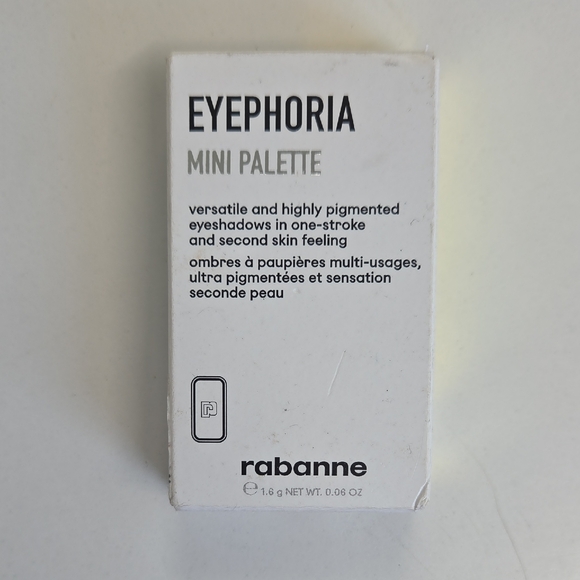 EYEPHORIA
MINI PALETTE
versatile and highly pigmented
eyeshadows in one-stroke
and second skin feeling
ombres à paupières multi-usages,
ultra pigmentées et sensation
seconde peau
rabanne
℮ 1.6 g NET WT. 0.06 OZ